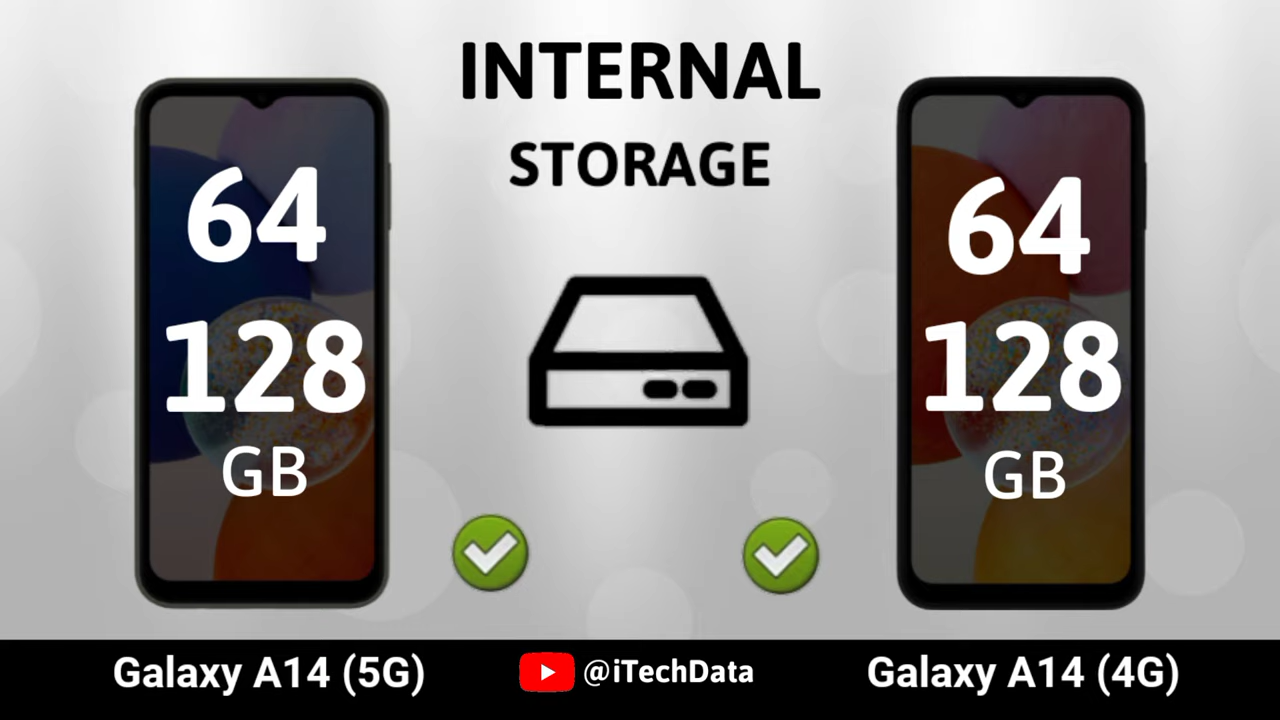 INTERNAL
STORAGE
64
128
GB
64
128
GB
Galaxy A14 (5G)
@iTechData
Galaxy A14 (4G)